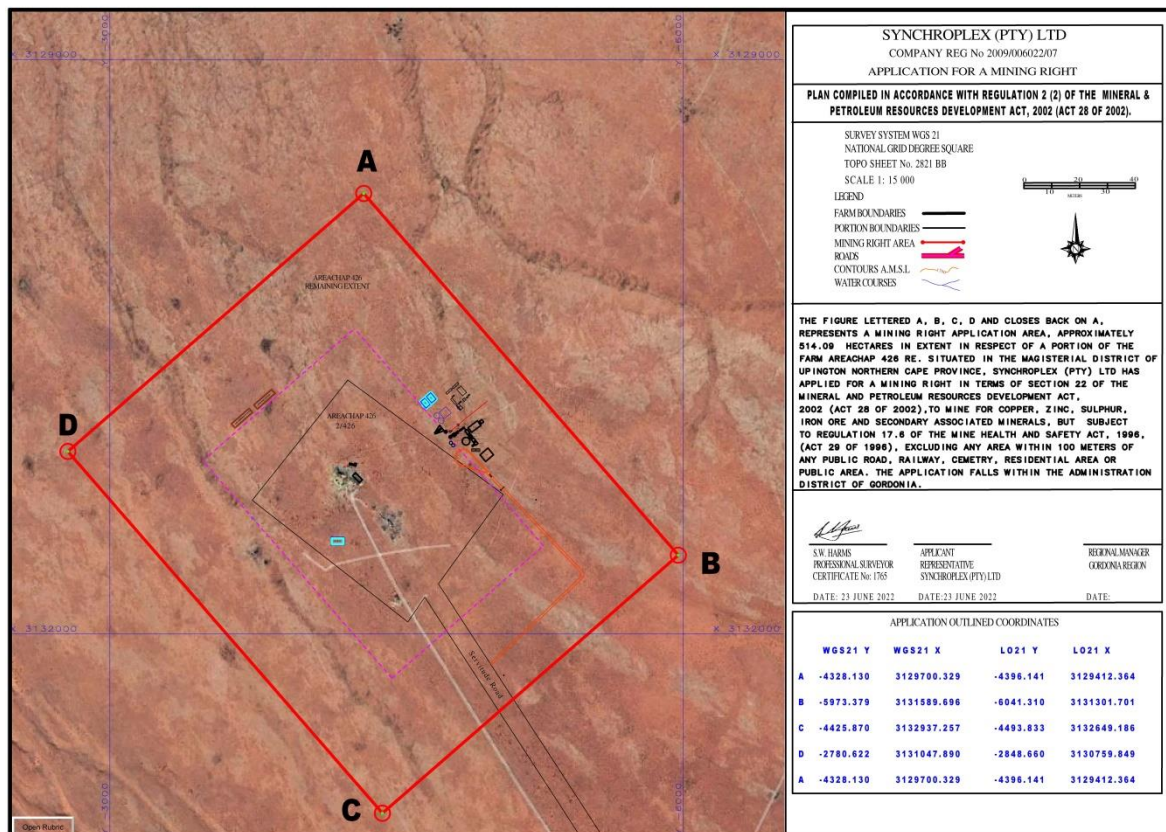 Y -3000
Y -6000
X 3129000
X 3129000
A
AREACHAP 426
REMAINING EXTENT
D
AREACHAP 426
2/426
B
X 3132000
X 3132000
Servitude Road
C
Y -3000
Y -6000
Open Rubric
SYNCHROPLEX (PTY) LTD
COMPANY REG No 2009/006022/07
APPLICATION FOR A MINING RIGHT
PLAN COMPILED IN ACCORDANCE WITH REGULATION 2 (2) OF THE MINERAL &
PETROLEUM RESOURCES DEVELOPMENT ACT, 2002 (ACT 28 OF 2002).
SURVEY SYSTEM WGS 21
NATIONAL GRID DEGREE SQUARE
TOPO SHEET No. 2821 BB
SCALE 1: 15 000
0 20 40
10 METERS 30
LEGEND
FARM BOUNDARIES
PORTION BOUNDARIES
MINING RIGHT AREA
ROADS
CONTOURS A.M.S.L
WATER COURSES
THE FIGURE LETTERED A, B, C, D AND CLOSES BACK ON A,
REPRESENTS A MINING RIGHT APPLICATION AREA, APPROXIMATELY
514.09 HECTARES IN EXTENT IN RESPECT OF A PORTION OF THE
FARM AREACHAP 426 RE. SITUATED IN THE MAGISTERIAL DISTRICT OF
UPINGTON NORTHERN CAPE PROVINCE, SYNCHROPLEX (PTY) LTD HAS
APPLIED FOR A MINING RIGHT IN TERMS OF SECTION 22 OF THE
MINERAL AND PETROLEUM RESOURCES DEVELOPMENT ACT,
2002 (ACT 28 OF 2002),TO MINE FOR COPPER, ZINC, SULPHUR,
IRON ORE AND SECONDARY ASSOCIATED MINERALS, BUT SUBJECT
TO REGULATION 17.6 OF THE MINE HEALTH AND SAFETY ACT, 1996,
(ACT 29 OF 1996), EXCLUDING ANY AREA WITHIN 100 METERS OF
ANY PUBLIC ROAD, RAILWAY, CEMETRY, RESIDENTIAL AREA OR
PUBLIC AREA. THE APPLICATION FALLS WITHIN THE ADMINISTRATION
DISTRICT OF GORDONIA.
S.W. HARMS APPLICANT REGIONAL MANAGER
PROFESSIONAL SURVEYOR REPRESENTATIVE GORDONIA REGION
CERTIFICATE No: 1765 SYNCHROPLEX (PTY) LTD
DATE: 23 JUNE 2022 DATE:23 JUNE 2022 DATE:
APPLICATION OUTLINED COORDINATES
WGS21 Y WGS21 X LO21 Y LO21 X
A -4328.130 3129700.329 -4396.141 3129412.364
B -5973.379 3131589.696 -6041.310 3131301.701
C -4425.870 3132937.257 -4493.833 3132649.186
D -2780.622 3131047.890 -2848.660 3130759.849
A -4328.130 3129700.329 -4396.141 3129412.364